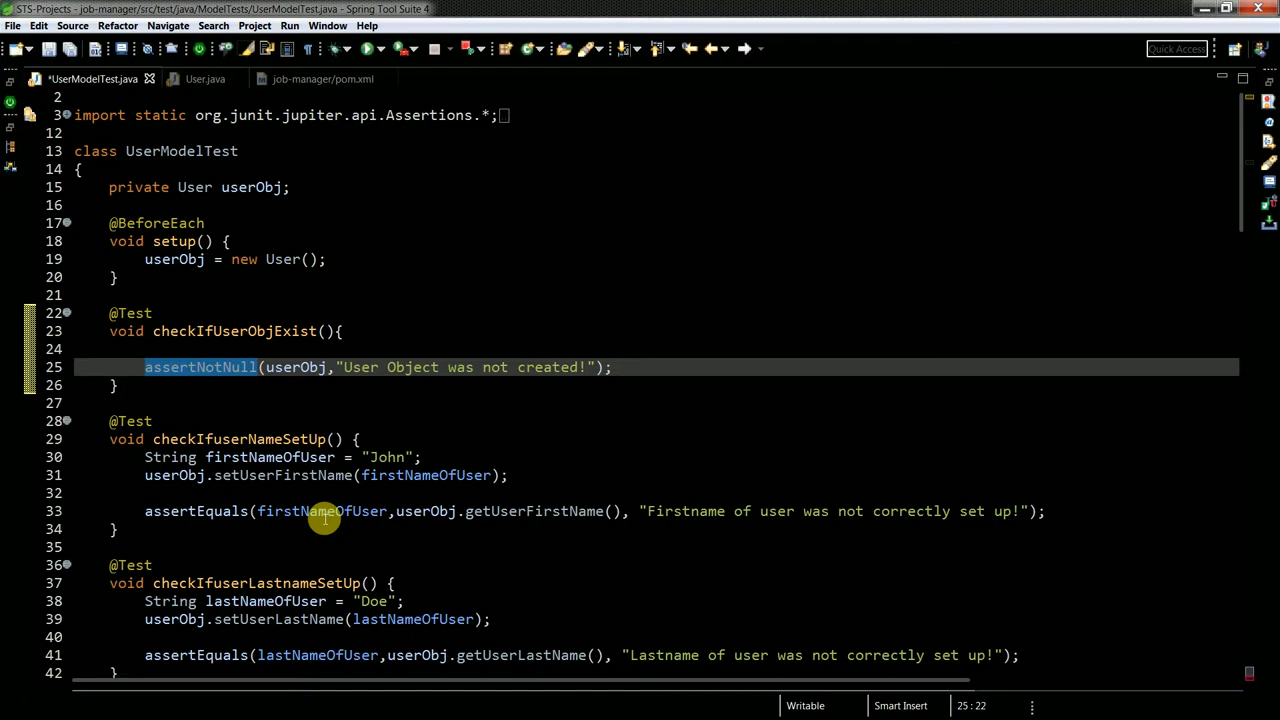 STS-Projects - job-manager/src/test/java/ModelTests/UserModelTest.java - Spring Tool Suite 4
File Edit Source Refactor Navigate Search Project Run Window Help
Quick Access
*UserModelTest.java User.java job-manager/pom.xml
2
3 import static org.junit.jupiter.api.Assertions.*;
12
13 class UserModelTest
14 {
15 private User userObj;
16
17 @BeforeEach
18 void setup() {
19 userObj = new User();
20 }
21
22 @Test
23 void checkIfUserObjExist(){
24
25 assertNotNull(userObj,"User Object was not created!");
26 }
27
28 @Test
29 void checkIfuserNameSetUp() {
30 String firstNameOfUser = "John";
31 userObj.setUserFirstName(firstNameOfUser);
32
33 assertEquals(firstNameOfUser,userObj.getUserFirstName(), "Firstname of user was not correctly set up!");
34 }
35
36 @Test
37 void checkIfuserLastnameSetUp() {
38 String lastNameOfUser = "Doe";
39 userObj.setUserLastName(lastNameOfUser);
40
41 assertEquals(lastNameOfUser,userObj.getUserLastName(), "Lastname of user was not correctly set up!");
42 }
Writable Smart Insert 25 : 22